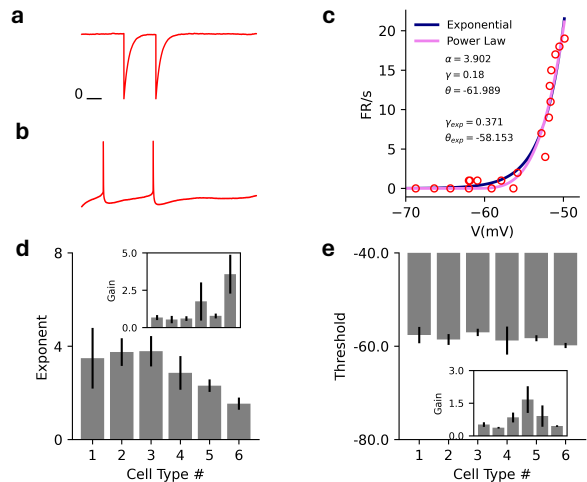 a
0
b
c
Exponential
Power Law
α = 3.902
γ = 0.18
θ = -61.989
γexp = 0.371
θexp = -58.153
20
15
10
5
0
FR/s
−70
−60
−50
V(mV)
d
8
4
0
Exponent
5.0
2.5
0.0
Gain
1 2 3 4 5 6
Cell Type #
e
-40.0
-60.0
-80.0
Threshold
3.0
1.5
0.0
Gain
1 2 3 4 5 6
Cell Type #